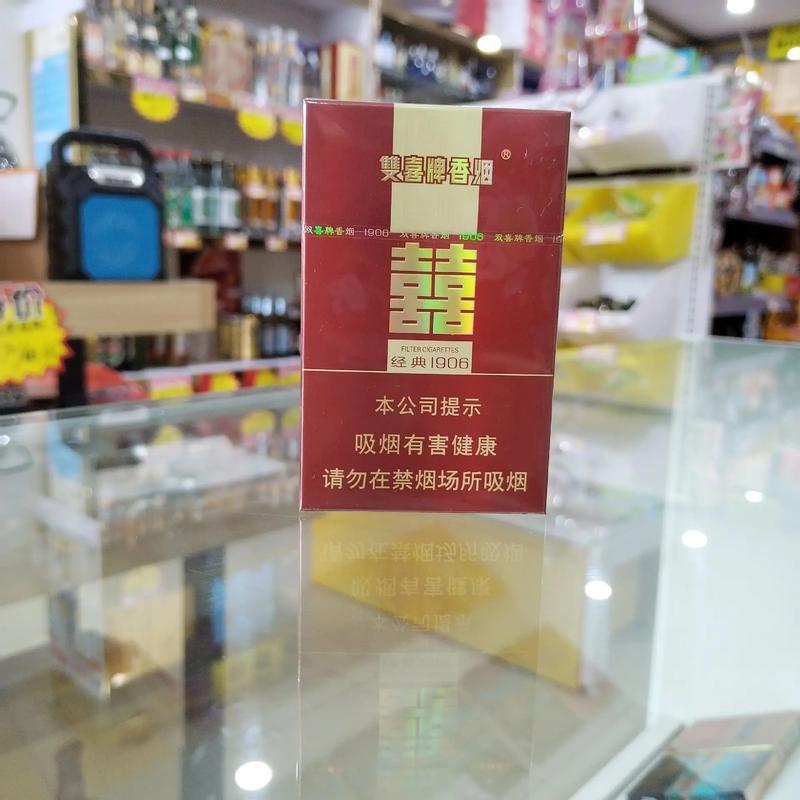 雙喜牌香烟®
双喜牌香烟 1906 双喜牌香烟 1906 双喜牌香烟
囍
FILTER CIGARETTES
经典1906
本公司提示
吸烟有害健康
请勿在禁烟场所吸烟